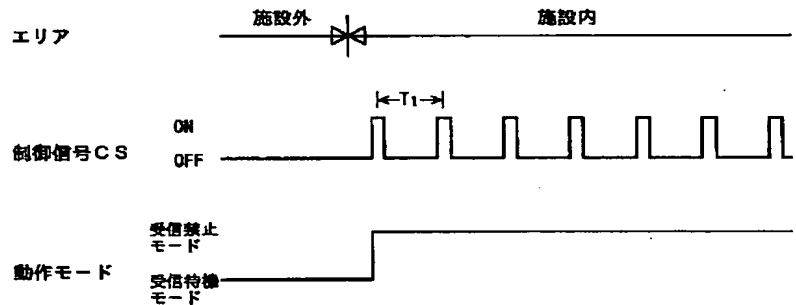 施設外
施設内
エリア
T1
ON
制御信号CS
OFF
受信禁止
モード
動作モード
受信待機
モード